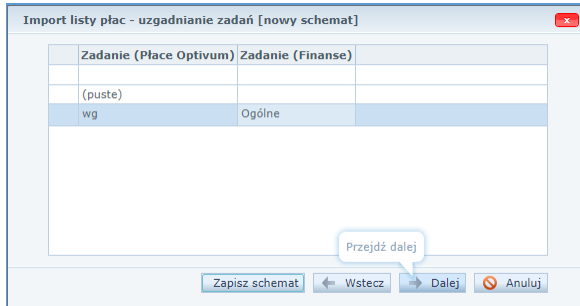 Import listy płac - uzgadnianie zadań [nowy schemat]
x
Zadanie (Płace Optivum) Zadanie (Finanse)
(puste)
wg Ogólne
Przejdź dalej
Zapisz schemat Wstecz Dalej Anuluj